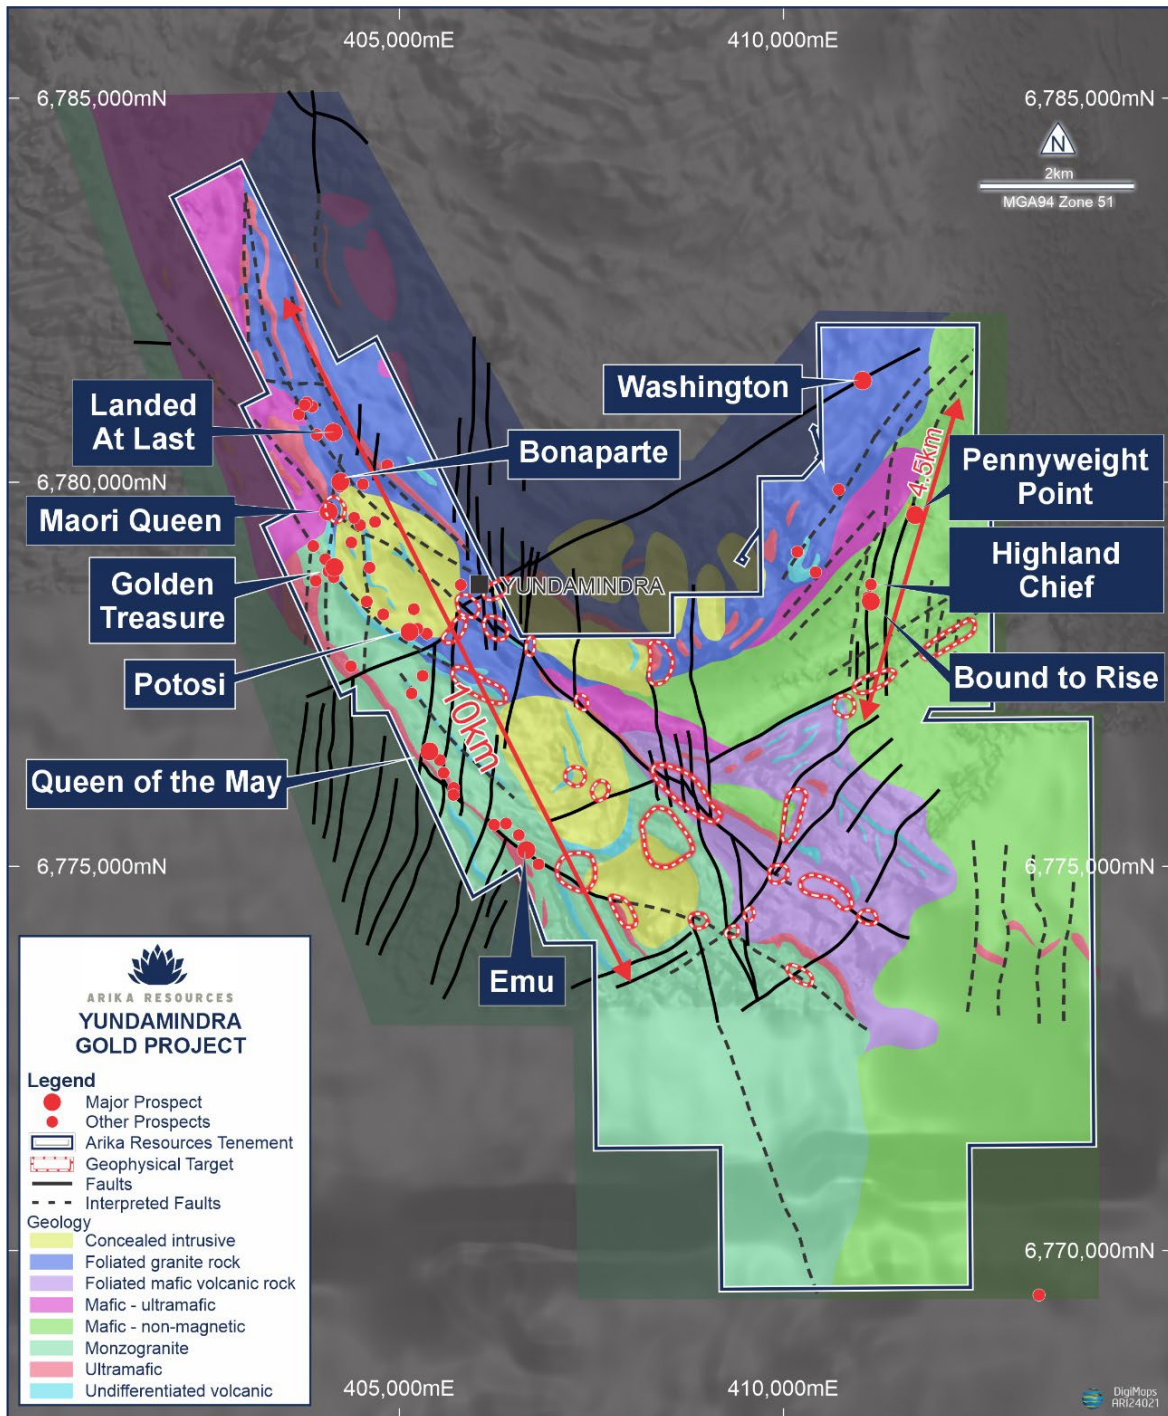 405,000mE
410,000mE
6,785,000mN
6,785,000mN
N
2km
MGA94 Zone 51
Washington
Landed
At Last
Bonaparte
4.5km
Pennyweight
Point
6,780,000mN
Maori Queen
Highland
Chief
Golden
Treasure
YUNDAMINDRA
Potosi
Bound to Rise
10km
Queen of the May
6,775,000mN
6,775,000mN
Emu
ARIKA RESOURCES
YUNDAMINDRA
GOLD PROJECT
Legend
Major Prospect
Other Prospects
Arika Resources Tenement
Geophysical Target
Faults
Interpreted Faults
Geology
Concealed intrusive
Foliated granite rock
Foliated mafic volcanic rock
Mafic - ultramafic
Mafic - non-magnetic
Monzogranite
Ultramafic
Undifferentiated volcanic
6,770,000mN
405,000mE
410,000mE
DigiMaps
ARI24021